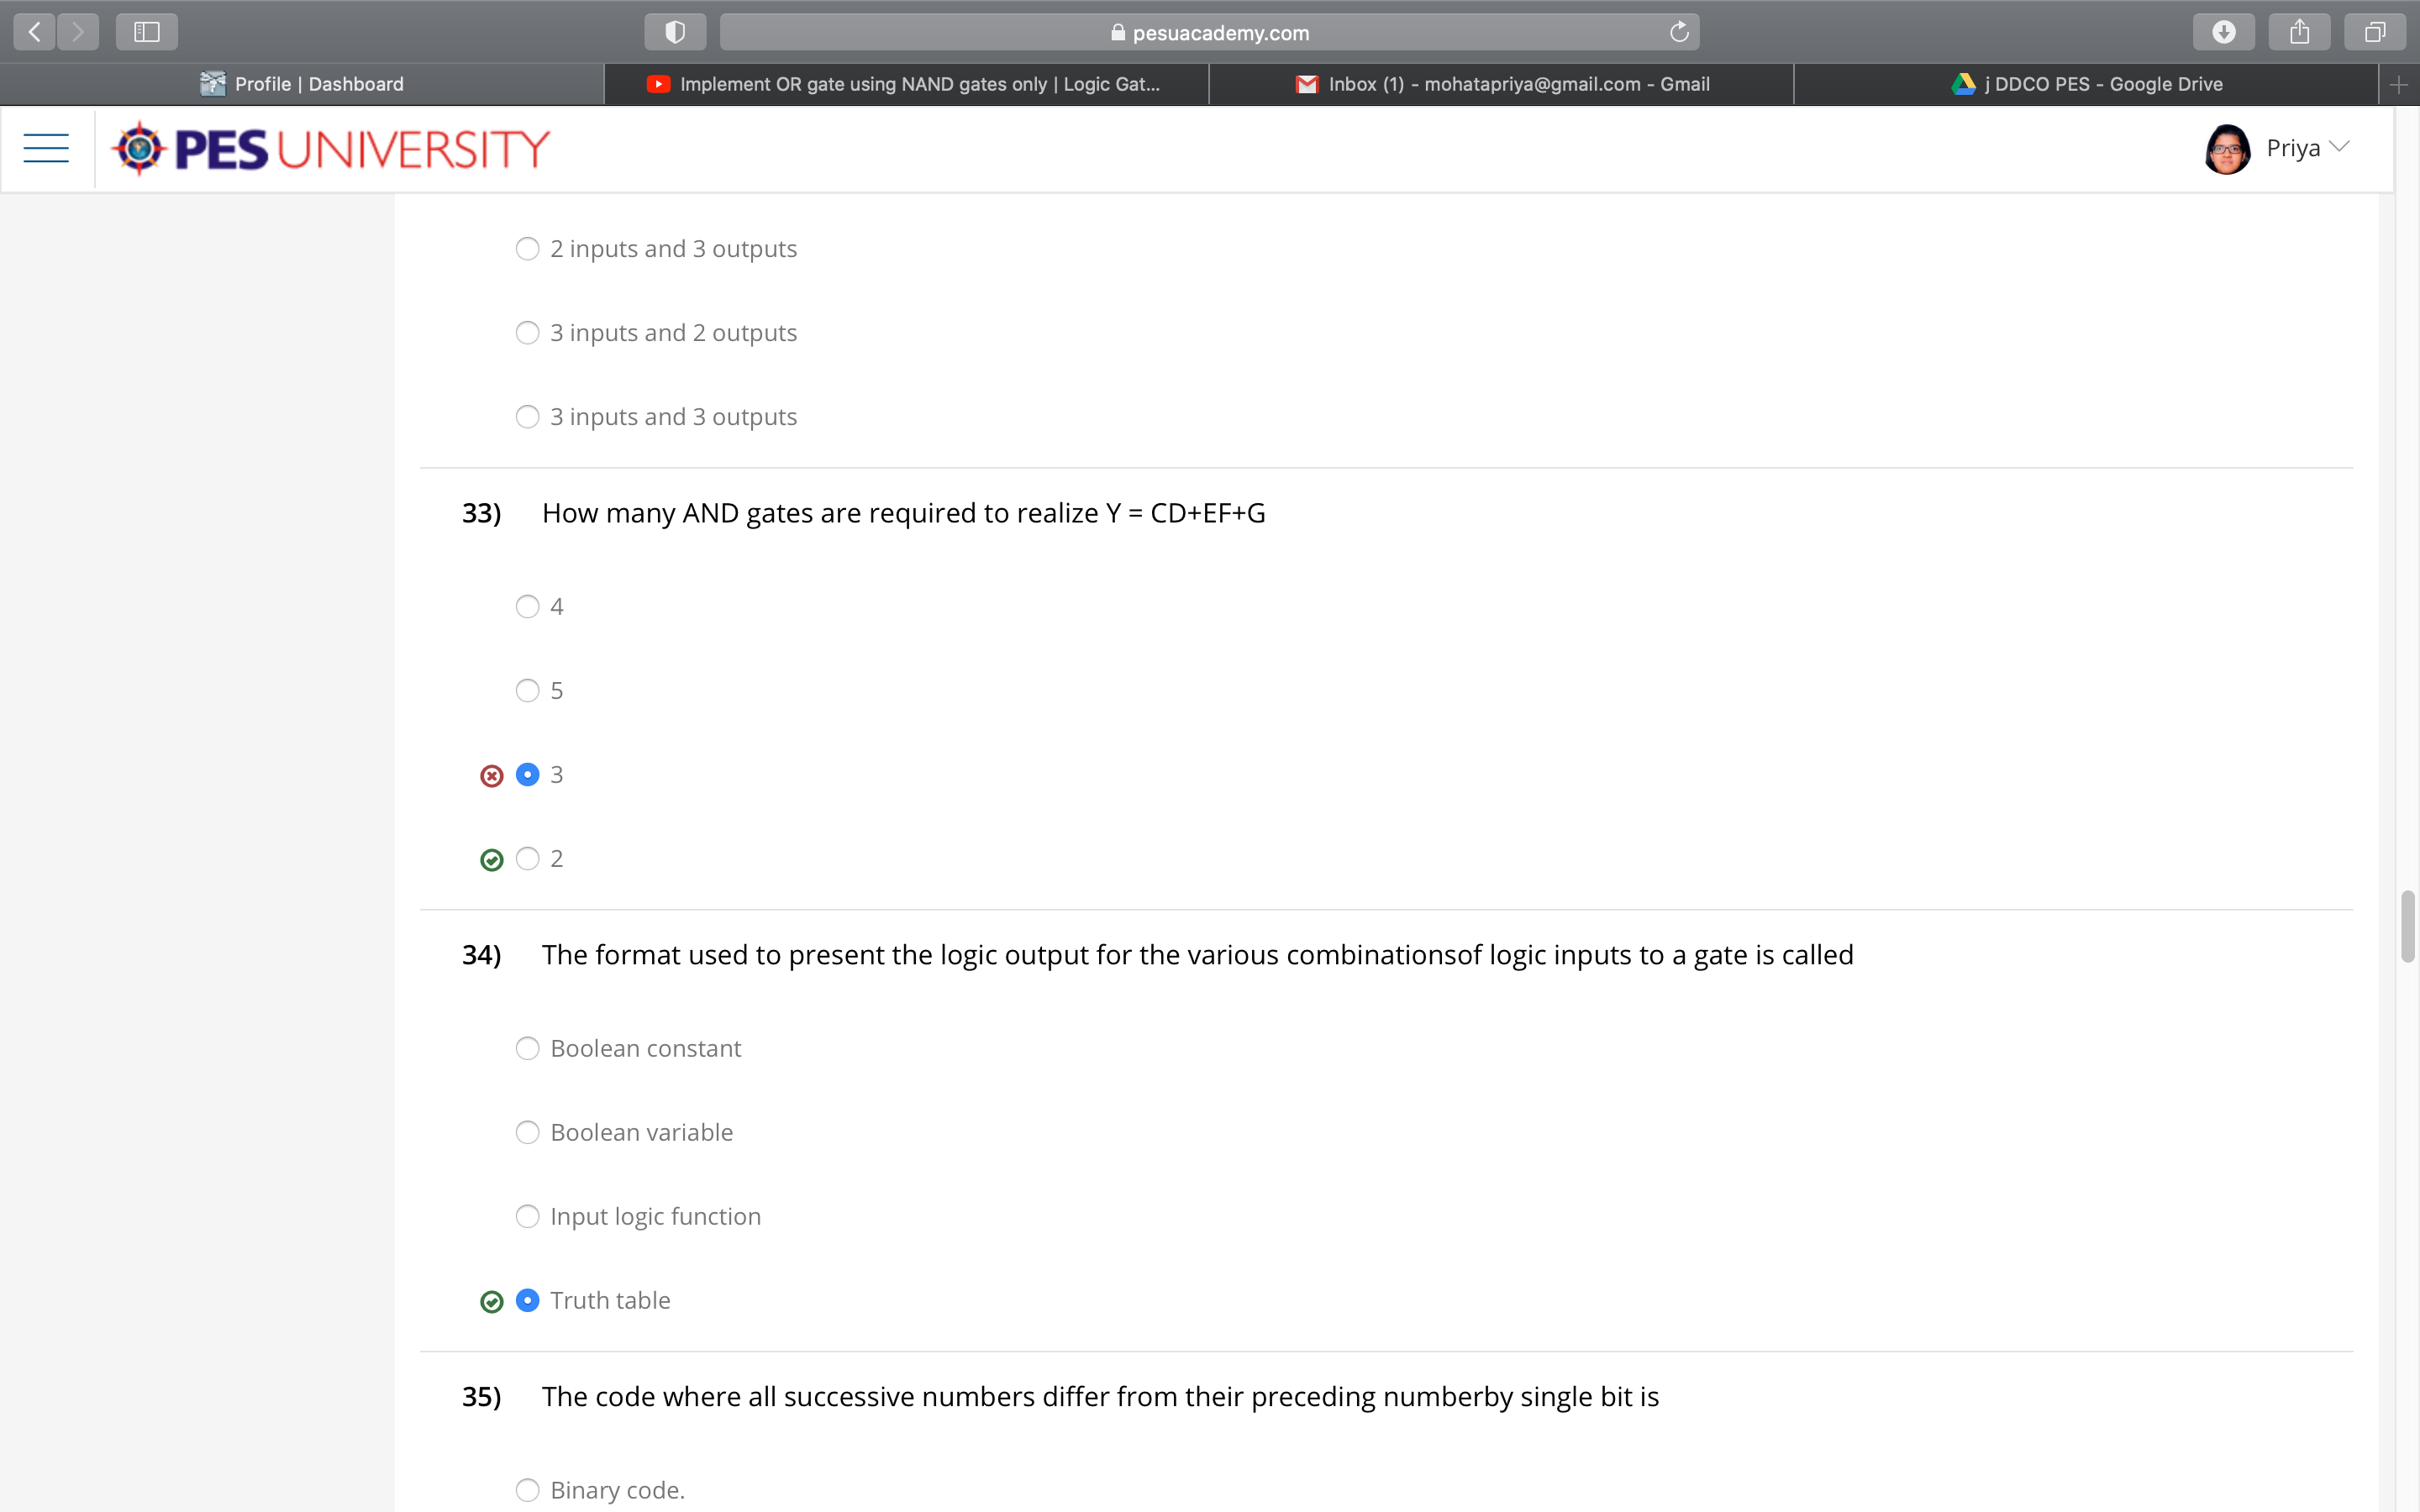 pesuacademy.com
Profile | Dashboard
Implement OR gate using NAND gates only | Logic Gat...
Inbox (1) - mohatapriya@gmail.com - Gmail
j DDCO PES - Google Drive
PES UNIVERSITY
Priya
2 inputs and 3 outputs
3 inputs and 2 outputs
3 inputs and 3 outputs
33) How many AND gates are required to realize Y = CD+EF+G
4
5
3
2
34) The format used to present the logic output for the various combinationsof logic inputs to a gate is called
Boolean constant
Boolean variable
Input logic function
Truth table
35) The code where all successive numbers differ from their preceding numberby single bit is
Binary code.